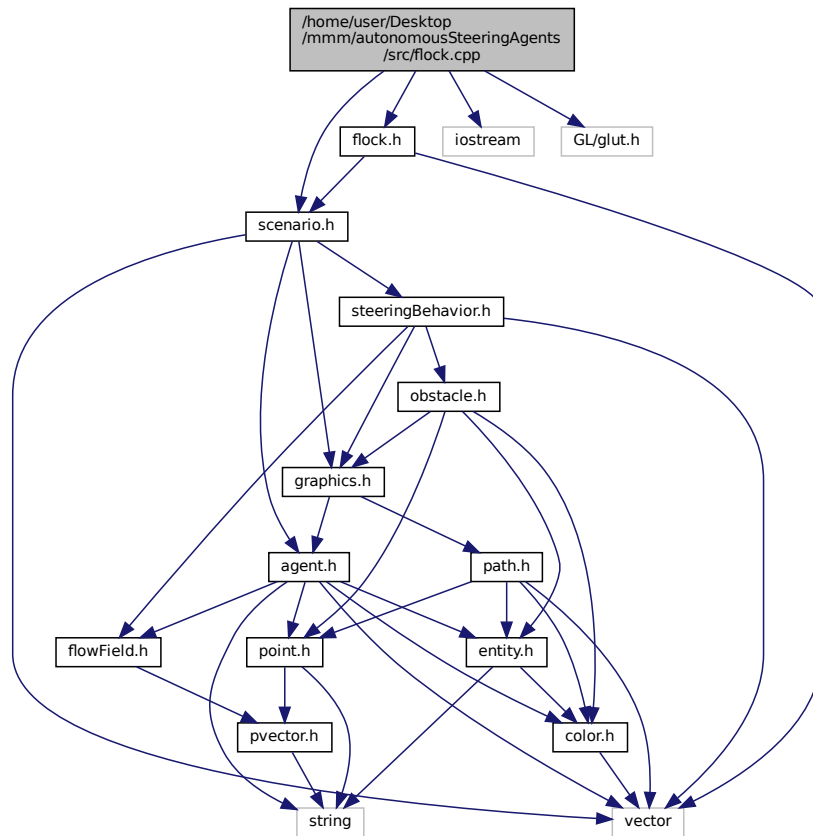 /home/user/Desktop
/mmm/autonomousSteeringAgents
/src/flock.cpp
flock.h
iostream
GL/glut.h
scenario.h
steeringBehavior.h
obstacle.h
graphics.h
agent.h
path.h
flowField.h
point.h
entity.h
pvector.h
color.h
string
vector